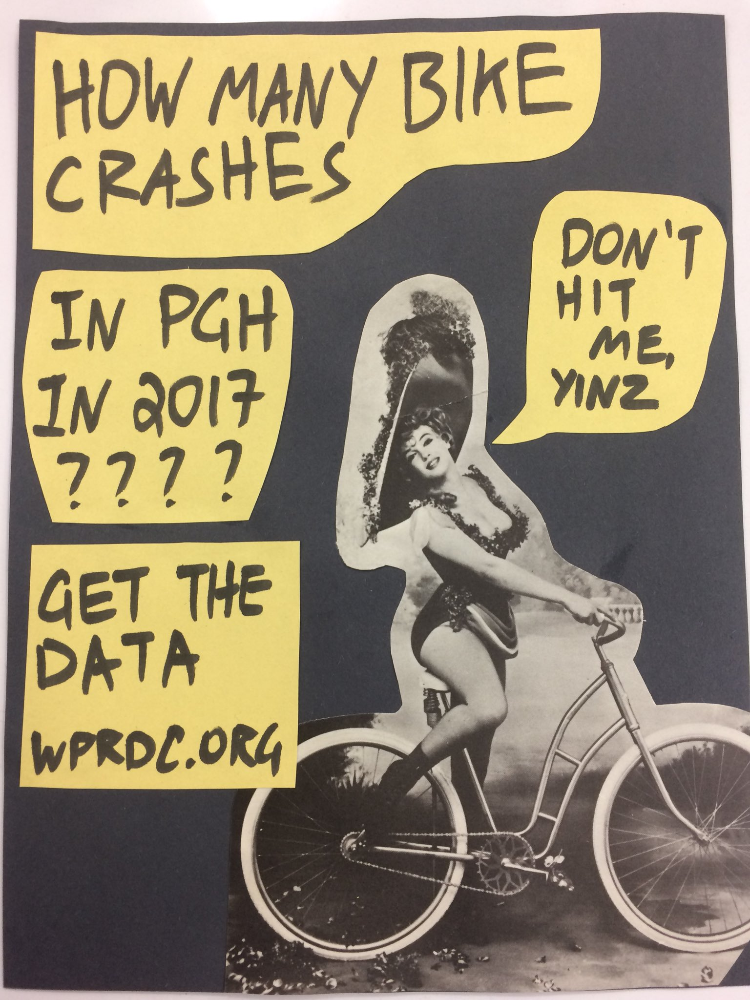 HOW MANY BIKE
CRASHES
IN PGH
IN 2017
????
GET THE
DATA
WPRDC.ORG
DON'T
HIT
ME,
YINZ